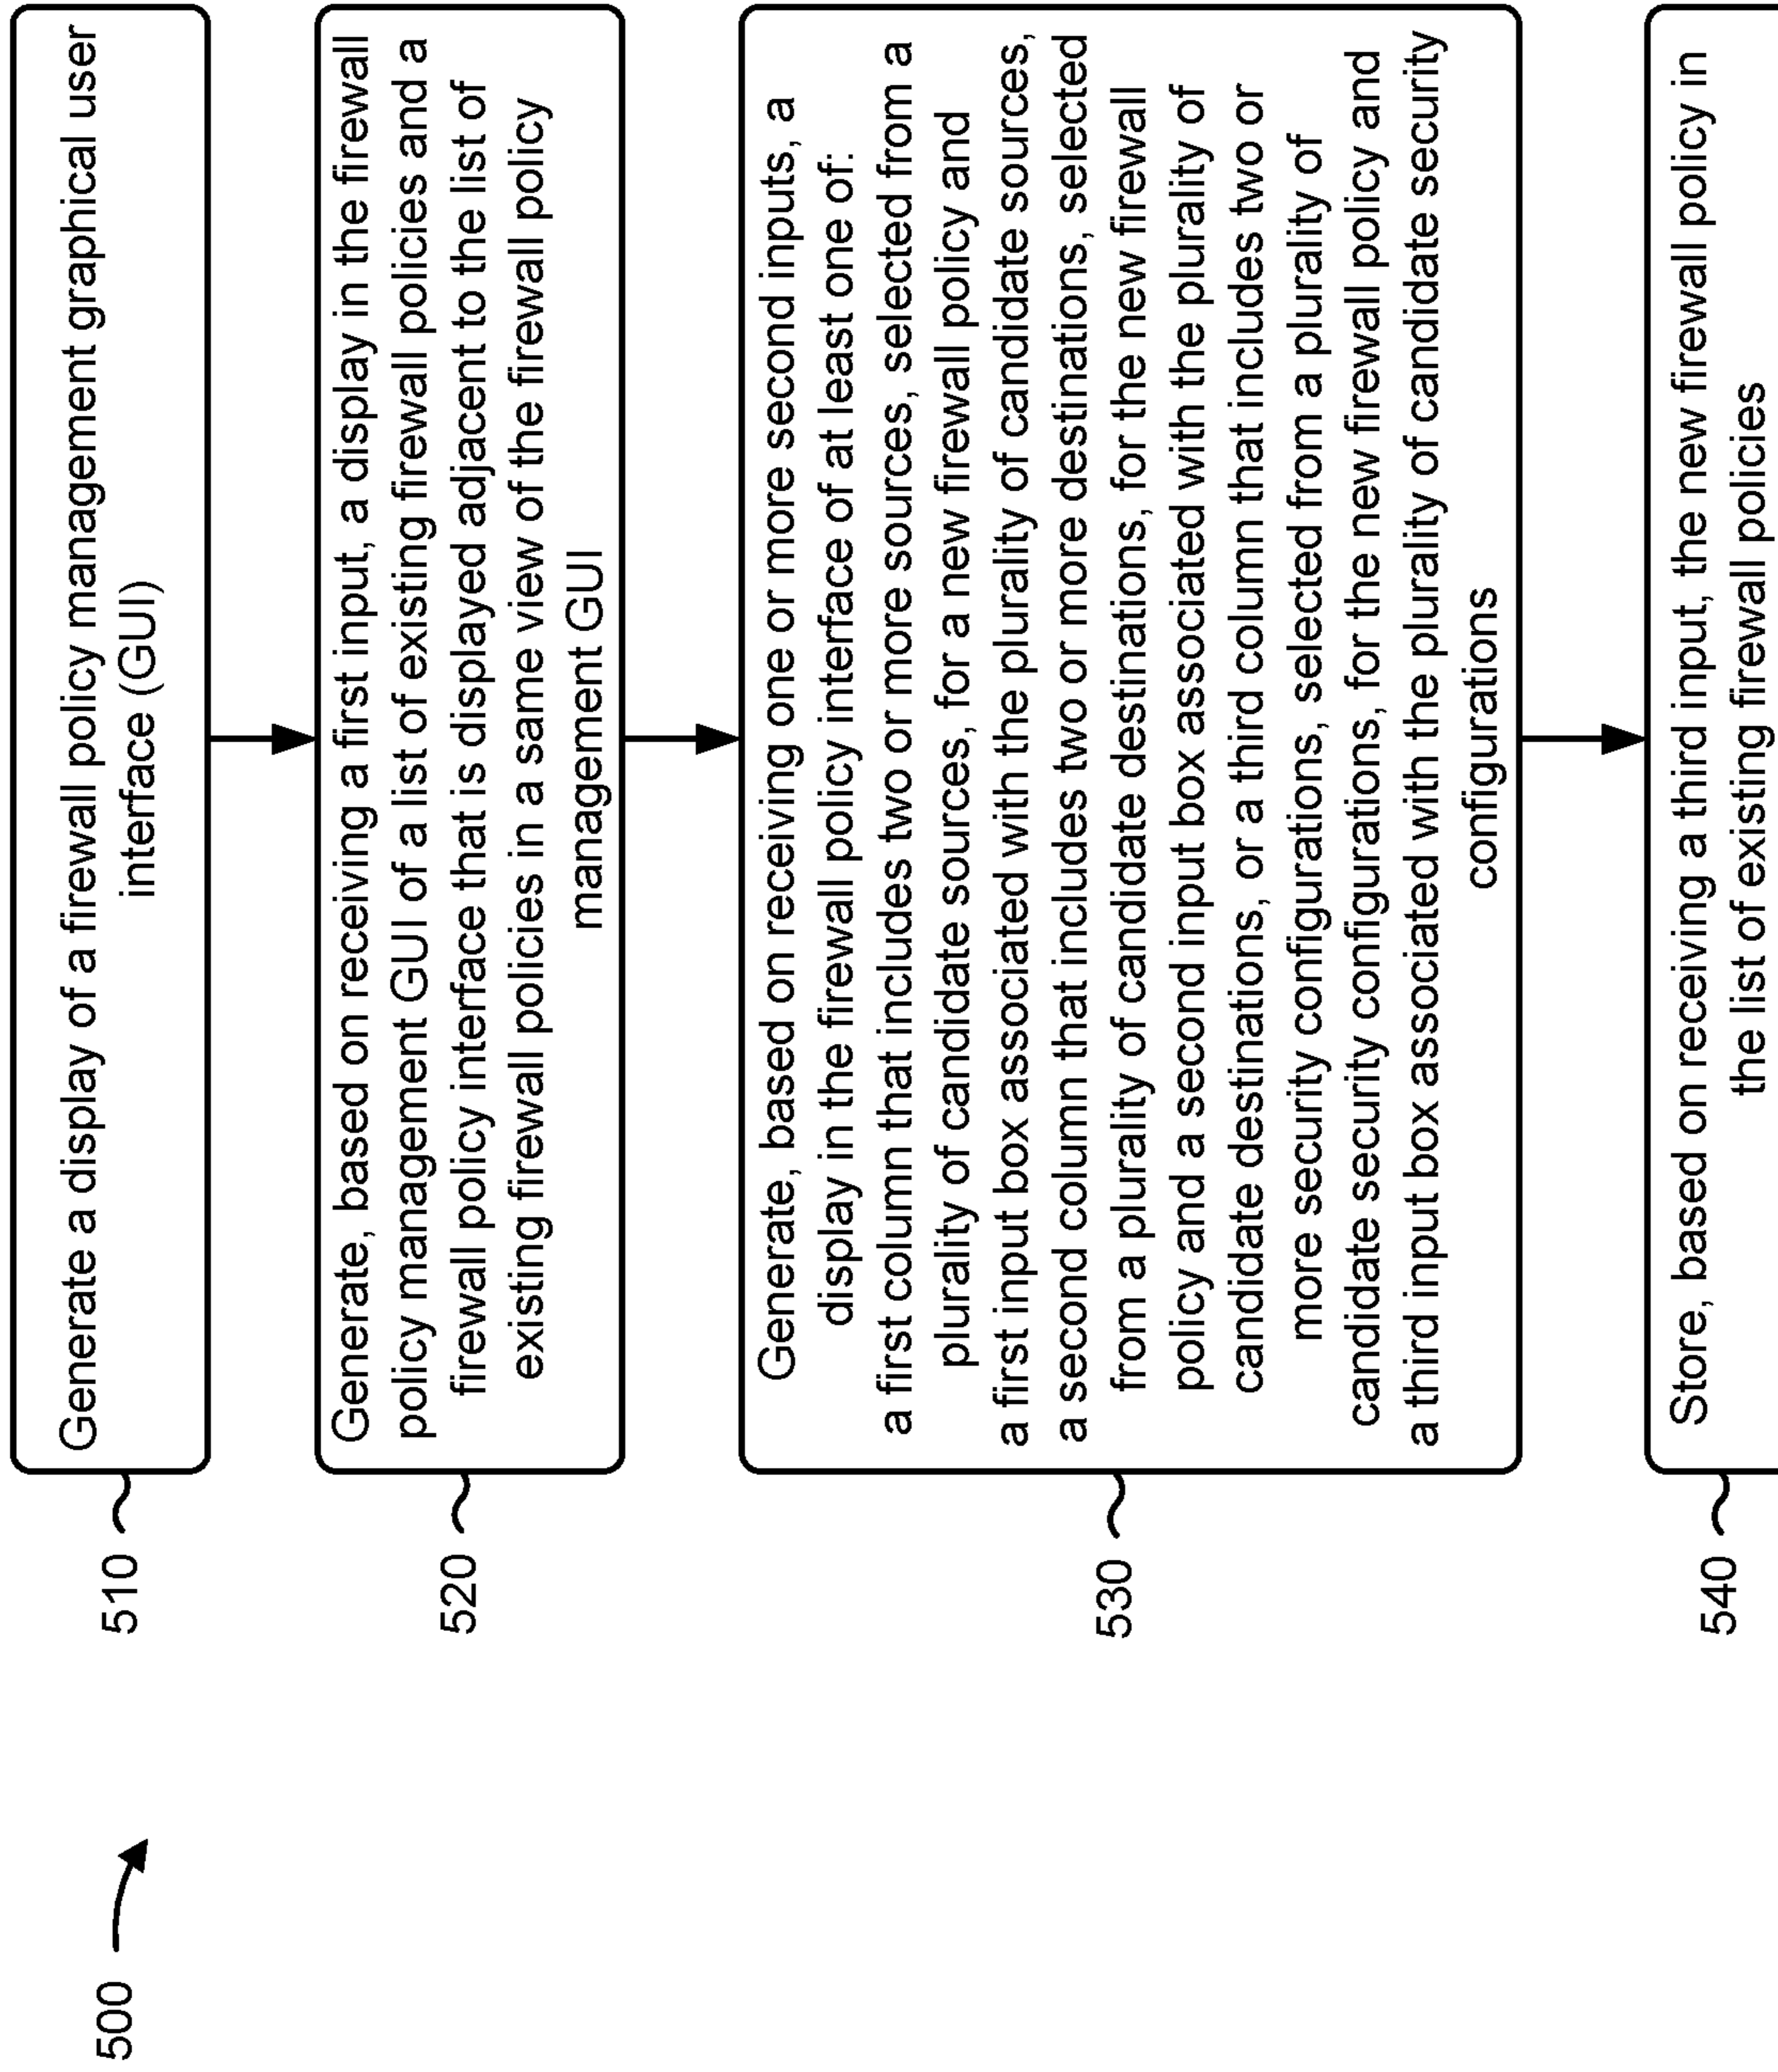 500
510
Generate a display of a firewall policy management graphical user
interface (GUI)
520
Generate, based on receiving a first input, a display in the firewall
policy management GUI of a list of existing firewall policies and a
firewall policy interface that is displayed adjacent to the list of
existing firewall policies in a same view of the firewall policy
management GUI
530
Generate, based on receiving one or more second inputs, a
display in the firewall policy interface of at least one of:
a first column that includes two or more sources, selected from a
plurality of candidate sources, for a new firewall policy and
a first input box associated with the plurality of candidate sources,
a second column that includes two or more destinations, selected
from a plurality of candidate destinations, for the new firewall
policy and a second input box associated with the plurality of
candidate destinations, or a third column that includes two or
more security configurations, selected from a plurality of
candidate security configurations, for the new firewall policy and
a third input box associated with the plurality of candidate security
configurations
540
Store, based on receiving a third input, the new firewall policy in
the list of existing firewall policies